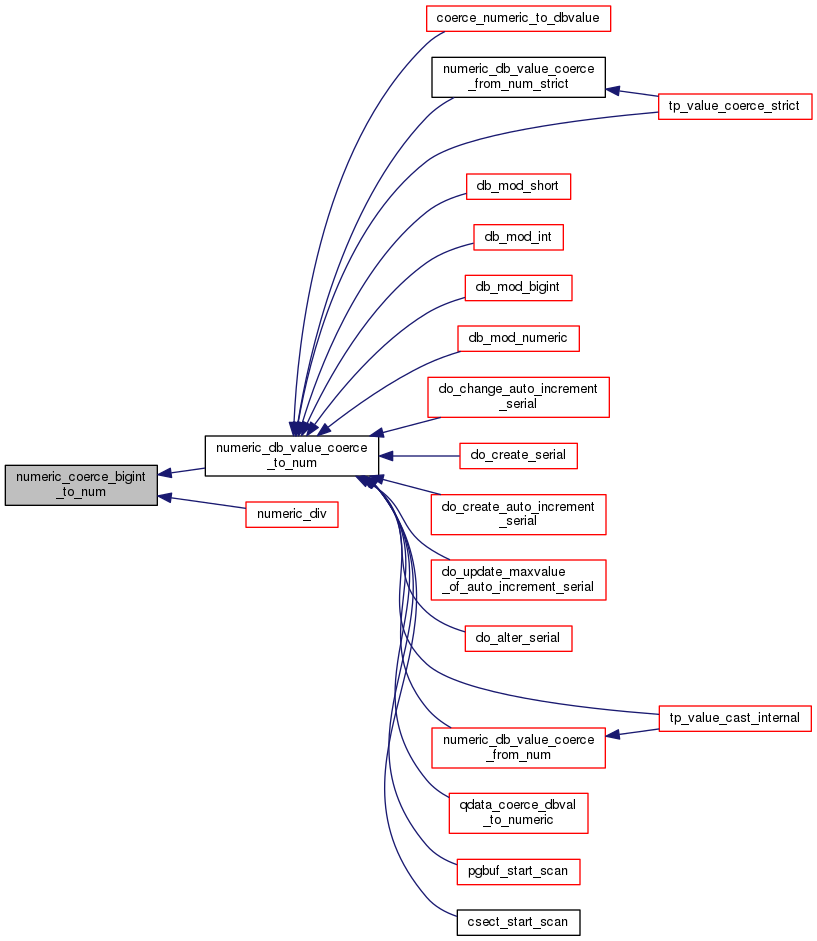 coerce_numeric_to_dbvalue
numeric_db_value_coerce
_from_num_strict
tp_value_coerce_strict
db_mod_short
db_mod_int
db_mod_bigint
db_mod_numeric
do_change_auto_increment
_serial
numeric_db_value_coerce
_to_num
do_create_serial
numeric_coerce_bigint
_to_num
numeric_div
do_create_auto_increment
_serial
do_update_maxvalue
_of_auto_increment_serial
do_alter_serial
tp_value_cast_internal
numeric_db_value_coerce
_from_num
qdata_coerce_dbval
_to_numeric
pgbuf_start_scan
csect_start_scan